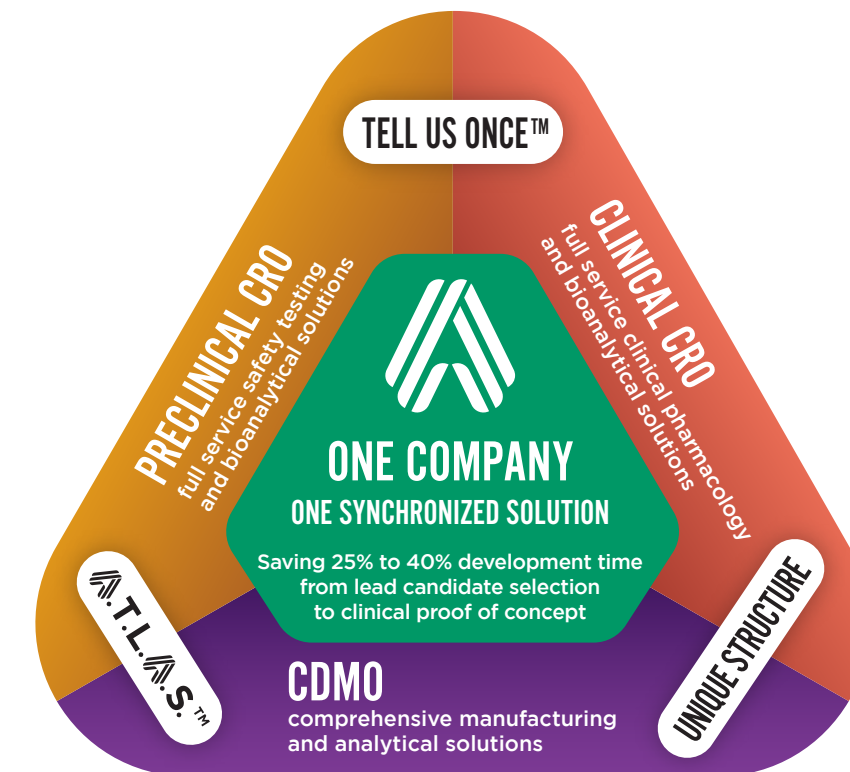 TELL US ONCE™
PRECLINICAL CRO
full service safety testing
and bioanalytical solutions
CLINICAL CRO
full service clinical pharmacology
and bioanalytical solutions
ONE COMPANY
ONE SYNCHRONIZED SOLUTION
Saving 25% to 40% development time
from lead candidate selection
to clinical proof of concept
A.T.L.A.S.™
UNIQUE STRUCTURE
CDMO
comprehensive manufacturing
and analytical solutions